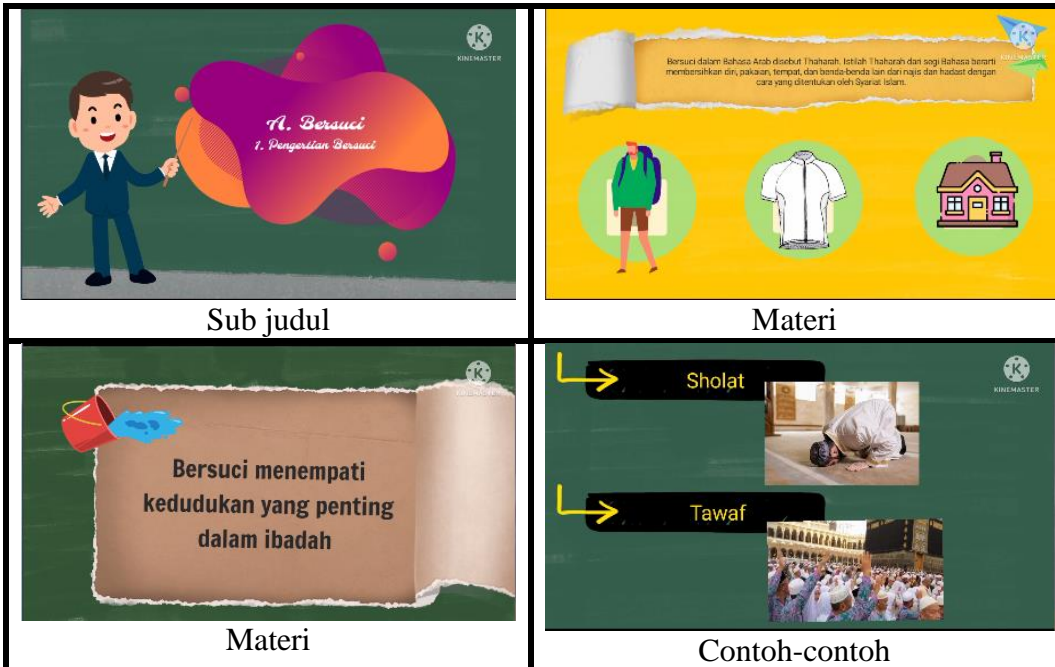 A. Bersuci
1. Pengertian Bersuci
KINEMASTER
Sub judul
Bersuci dalam Bahasa Arab disebut Thaharah. Istilah Thaharah dari segi Bahasa berarti
membersihkan diri, pakaian, tempat, dan benda-benda lain dari najis dan hadast dengan
cara yang ditentukan oleh Syariat Islam.
KINEMASTER
Materi
Bersuci menempati
kedudukan yang penting
dalam ibadah
KINEMASTER
Materi
Sholat
Tawaf
KINEMASTER
Contoh-contoh